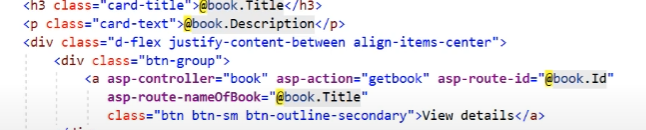 <h3 class="card-title">@book.Title</h3>
<p class="card-text">@book.Description</p>
<div class="d-flex justify-content-between align-items-center">
<div class="btn-group">
<a asp-controller="book" asp-action="getbook" asp-route-id="@book.Id"
asp-route-nameOfBook="@book.Title"
class="btn btn-sm btn-outline-secondary">View details</a>